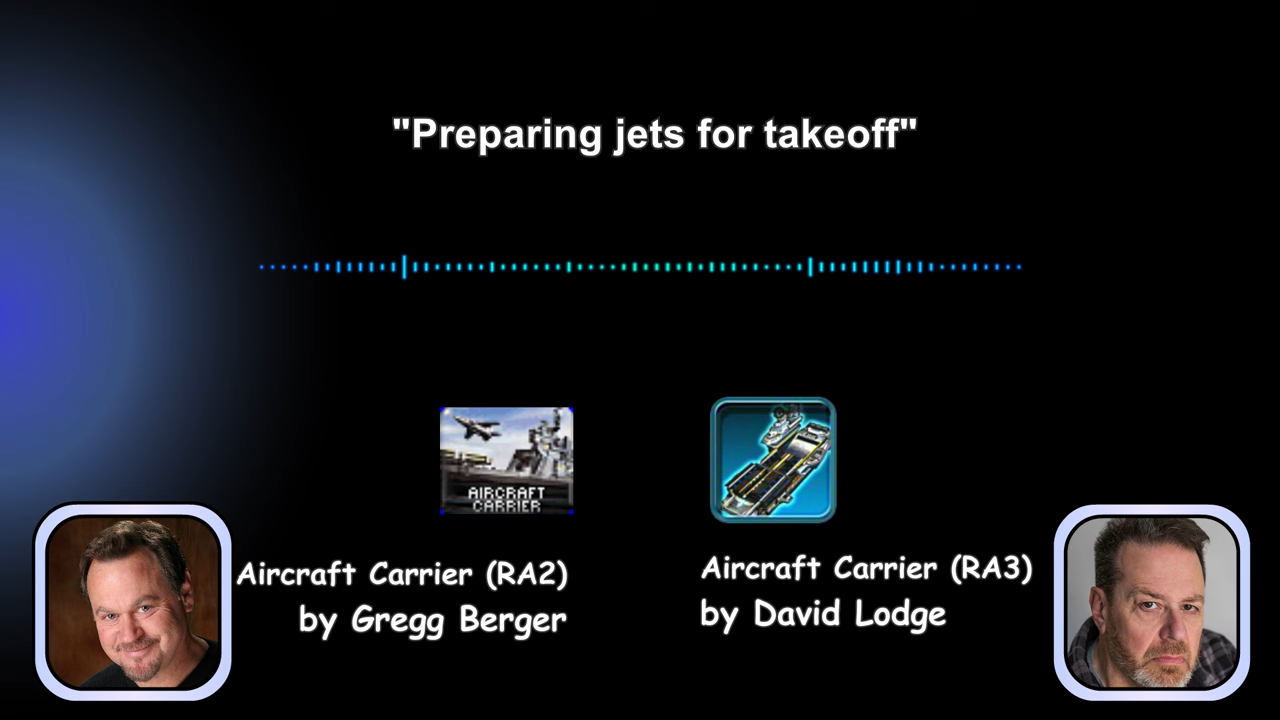 "Preparing jets for takeoff"
AIRCRAFT
CARRIER
Aircraft Carrier (RA2)
by Gregg Berger
Aircraft Carrier (RA3)
by David Lodge